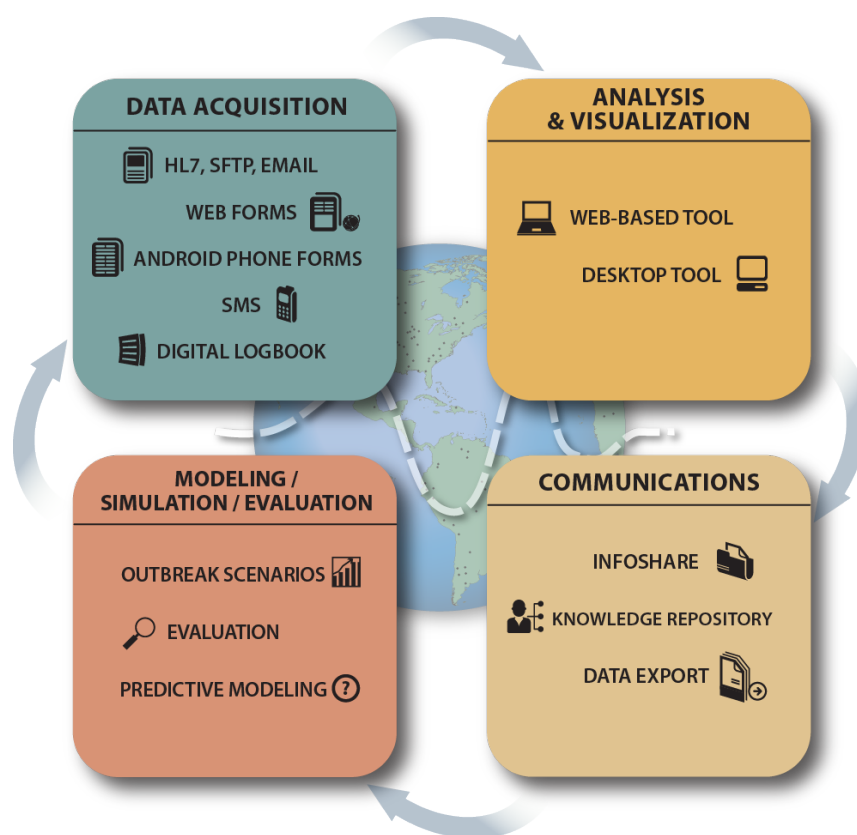 DATA ACQUISITION
HL7, SFTP, EMAIL
WEB FORMS
ANDROID PHONE FORMS
SMS
DIGITAL LOGBOOK
ANALYSIS
& VISUALIZATION
WEB-BASED TOOL
DESKTOP TOOL
MODELING /
SIMULATION / EVALUATION
OUTBREAK SCENARIOS
EVALUATION
PREDICTIVE MODELING ?
COMMUNICATIONS
INFOSHARE
KNOWLEDGE REPOSITORY
DATA EXPORT